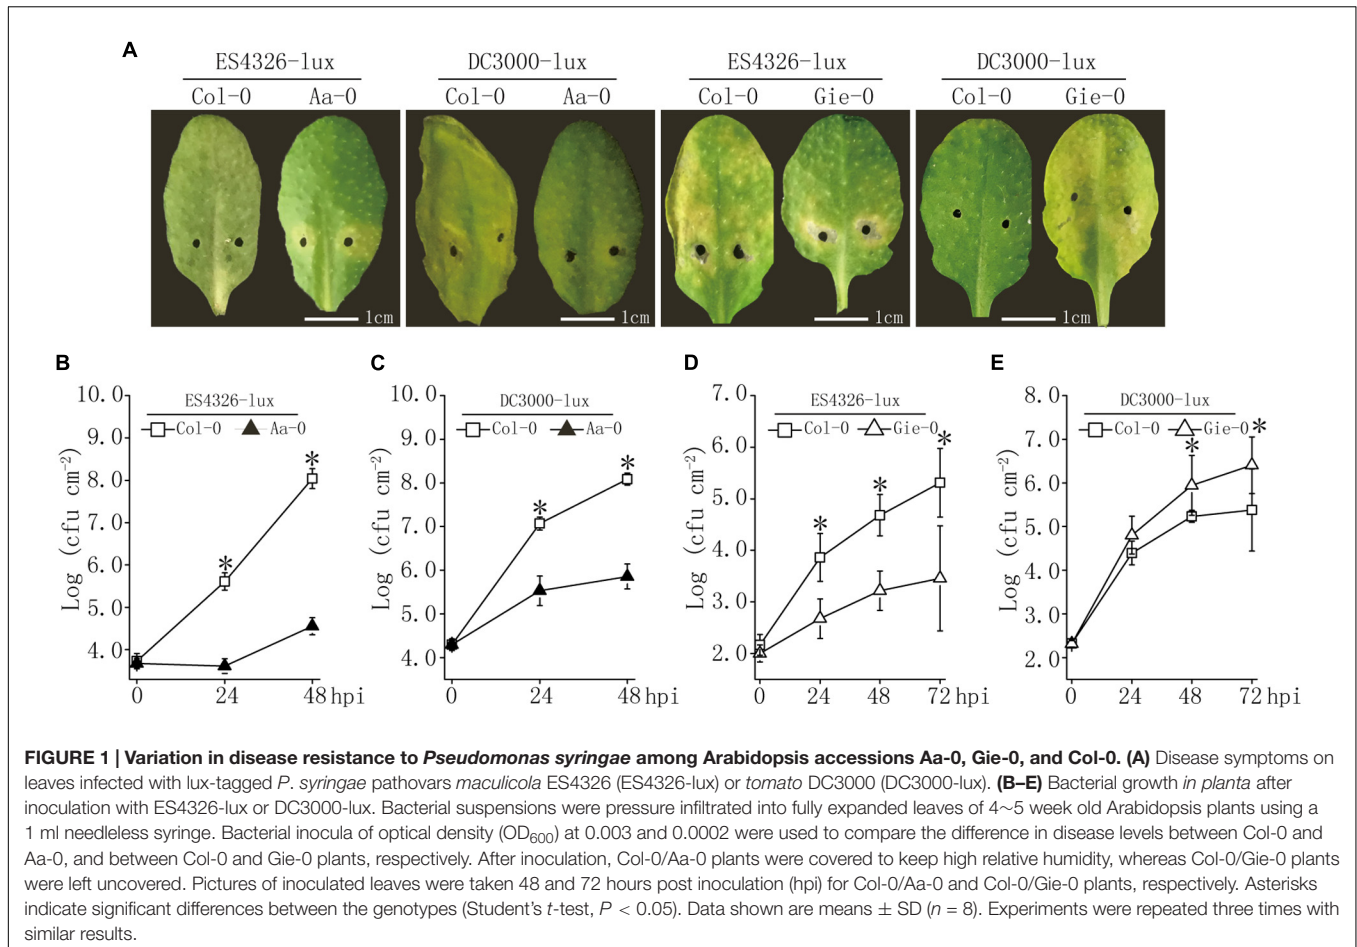 A
ES4326-lux DC3000-lux ES4326-lux DC3000-lux
Col-0 Aa-0 Col-0 Aa-0 Col-0 Gie-0 Col-0 Gie-0
1cm 1cm 1cm 1cm
B
10.0
9.0
8.0
7.0
6.0
5.0
4.0
Log (cfu cm⁻²)
ES4326-lux
Col-0 Aa-0
*
*
0 24 48 hpi
C
10.0
9.0
8.0
7.0
6.0
5.0
4.0
Log (cfu cm⁻²)
DC3000-lux
Col-0 Aa-0
*
*
0 24 48 hpi
D
7.0
6.0
5.0
4.0
3.0
2.0
Log (cfu cm⁻²)
ES4326-lux
Col-0 Gie-0
*
*
*
0 24 48 72 hpi
E
8.0
7.0
6.0
5.0
4.0
3.0
2.0
Log (cfu cm⁻²)
DC3000-lux
Col-0 Gie-0
*
*
0 24 48 72 hpi
FIGURE 1 | Variation in disease resistance to Pseudomonas syringae among Arabidopsis accessions Aa-0, Gie-0, and Col-0. (A) Disease symptoms on
leaves infected with lux-tagged P. syringae pathovars maculicola ES4326 (ES4326-lux) or tomato DC3000 (DC3000-lux). (B–E) Bacterial growth in planta after
inoculation with ES4326-lux or DC3000-lux. Bacterial suspensions were pressure infiltrated into fully expanded leaves of 4~5 week old Arabidopsis plants using a
1 ml needleless syringe. Bacterial inocula of optical density (OD₆₀₀) at 0.003 and 0.0002 were used to compare the difference in disease levels between Col-0 and
Aa-0, and between Col-0 and Gie-0 plants, respectively. After inoculation, Col-0/Aa-0 plants were covered to keep high relative humidity, whereas Col-0/Gie-0 plants
were left uncovered. Pictures of inoculated leaves were taken 48 and 72 hours post inoculation (hpi) for Col-0/Aa-0 and Col-0/Gie-0 plants, respectively. Asterisks
indicate significant differences between the genotypes (Student's t-test, P < 0.05). Data shown are means ± SD (n = 8). Experiments were repeated three times with
similar results.